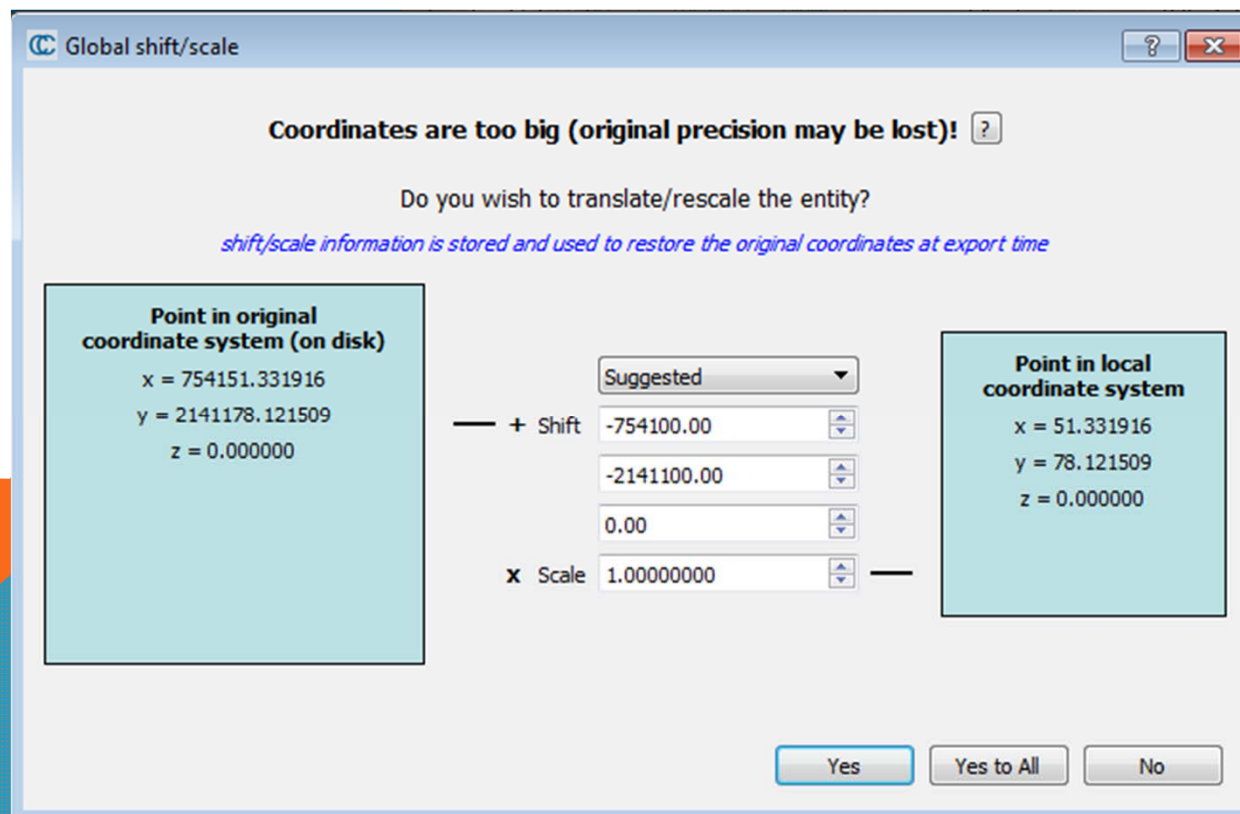 Global shift/scale
Coordinates are too big (original precision may be lost)! ?
Do you wish to translate/rescale the entity?
shift/scale information is stored and used to restore the original coordinates at export time
Point in original
coordinate system (on disk)
x = 754151.331916
y = 2141178.121509
z = 0.000000
Suggested
+ Shift -754100.00
-2141100.00
0.00
x Scale 1.00000000
Point in local
coordinate system
x = 51.331916
y = 78.121509
z = 0.000000
Yes
Yes to All
No